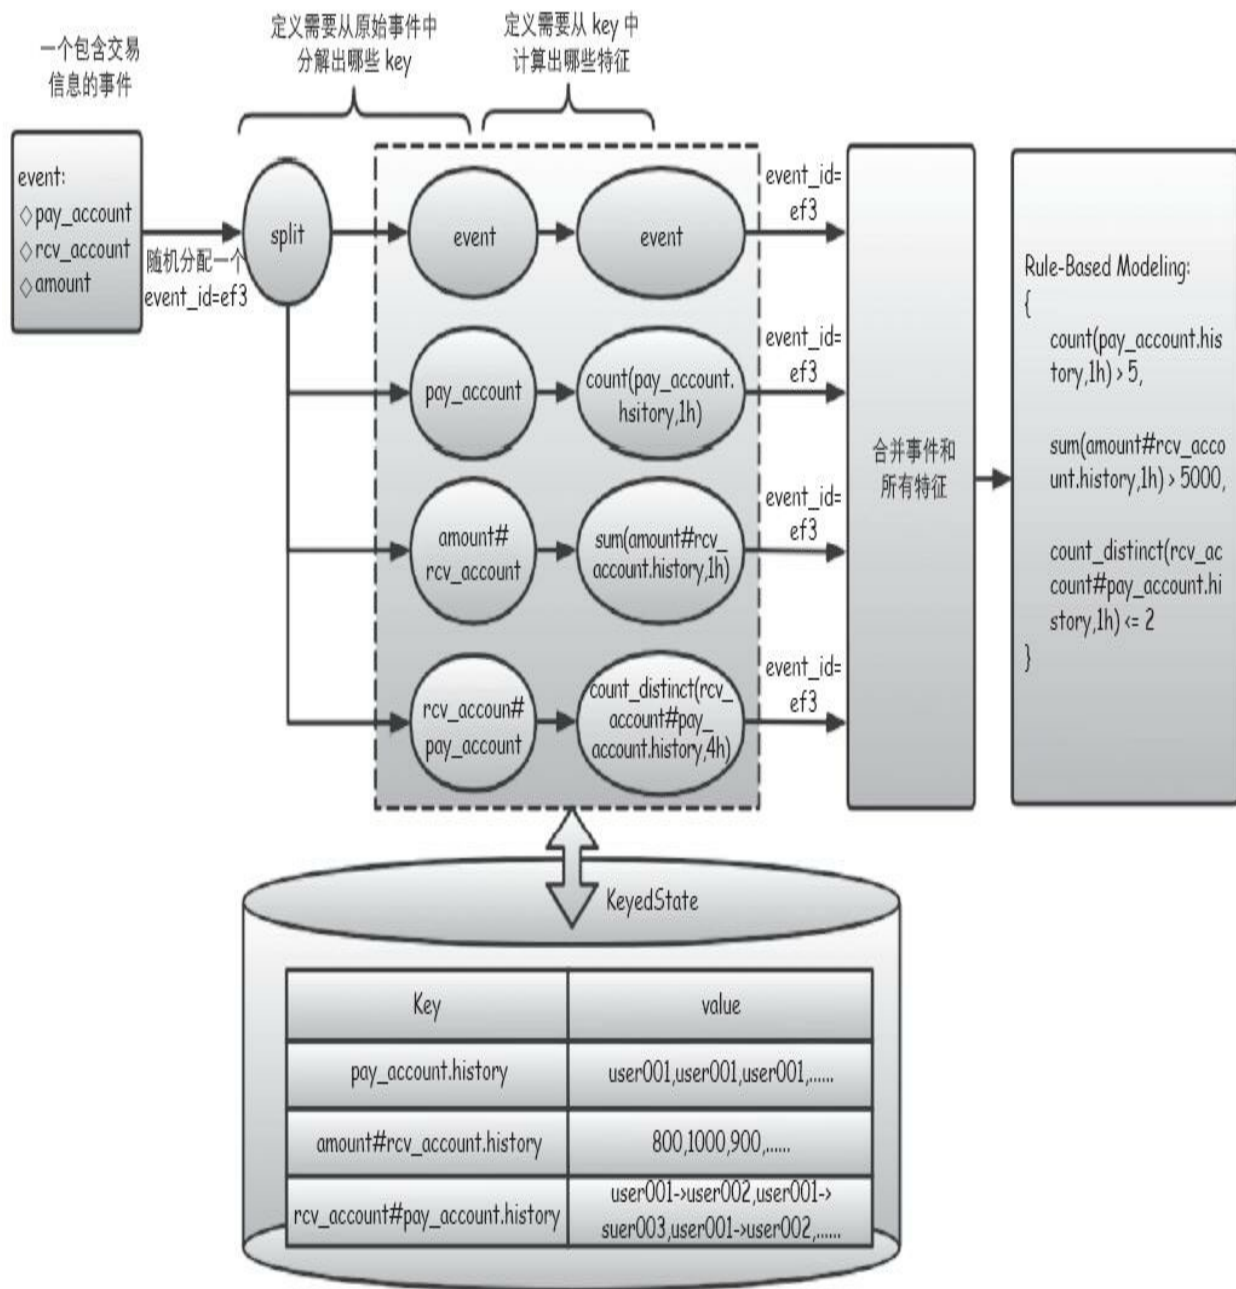 一个包含交易
信息的事件
定义需要从原始事件中
分解出哪些 key
定义需要从 key 中
计算出哪些特征
event:
◇pay_account
◇rcv_account
◇amount
随机分配一个
event_id=ef3
split
event
event
event_id=
ef3
pay_account
count(pay_account.
hsitory,1h)
event_id=
ef3
amount#
rcv_account
sum(amount#rcv_
account.history,1h)
event_id=
ef3
rcv_accoun#
pay_account
count_distinct(rcv_
account#pay_
account.history,4h)
event_id=
ef3
合并事件和
所有特征
Rule-Based Modeling:
{
count(pay_account.his
tory,1h) > 5,
sum(amount#rcv_acco
unt.history,1h) > 5000,
count_distinct(rcv_ac
count#pay_account.hi
story,1h) <= 2
}
KeyedState
Key
value
pay_account.history
user001,user001,user001,......
amount#rcv_account.history
800,1000,900,......
rcv_account#pay_account.history
user001->user002,user001->
suer003,user001->user002,......